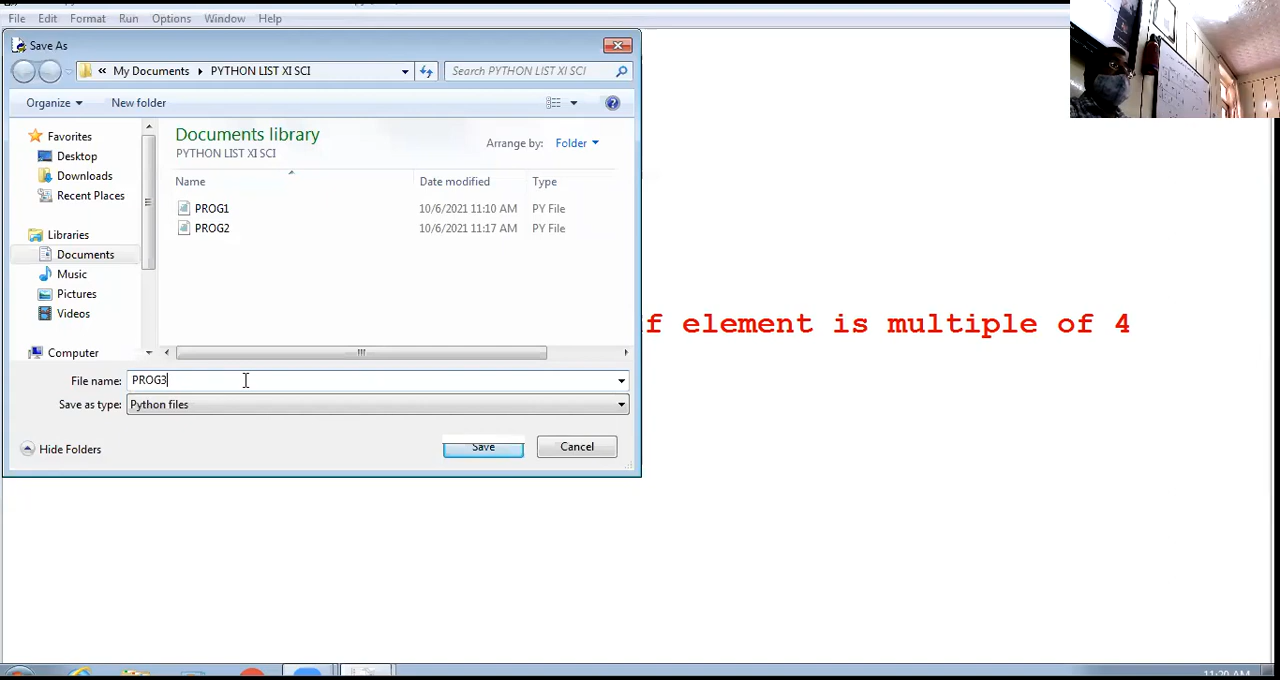 File Edit Format Run Options Window Help
Save As
« My Documents PYTHON LIST XI SCI
Search PYTHON LIST XI SCI
Organize New folder
Favorites
Desktop
Downloads
Recent Places
Libraries
Documents
Music
Pictures
Videos
Computer
Documents library
PYTHON LIST XI SCI
Arrange by: Folder
Name Date modified Type
PROG1 10/6/2021 11:10 AM PY File
PROG2 10/6/2021 11:17 AM PY File
f element is multiple of 4
File name: PROG3
Save as type: Python files
Hide Folders
Save Cancel